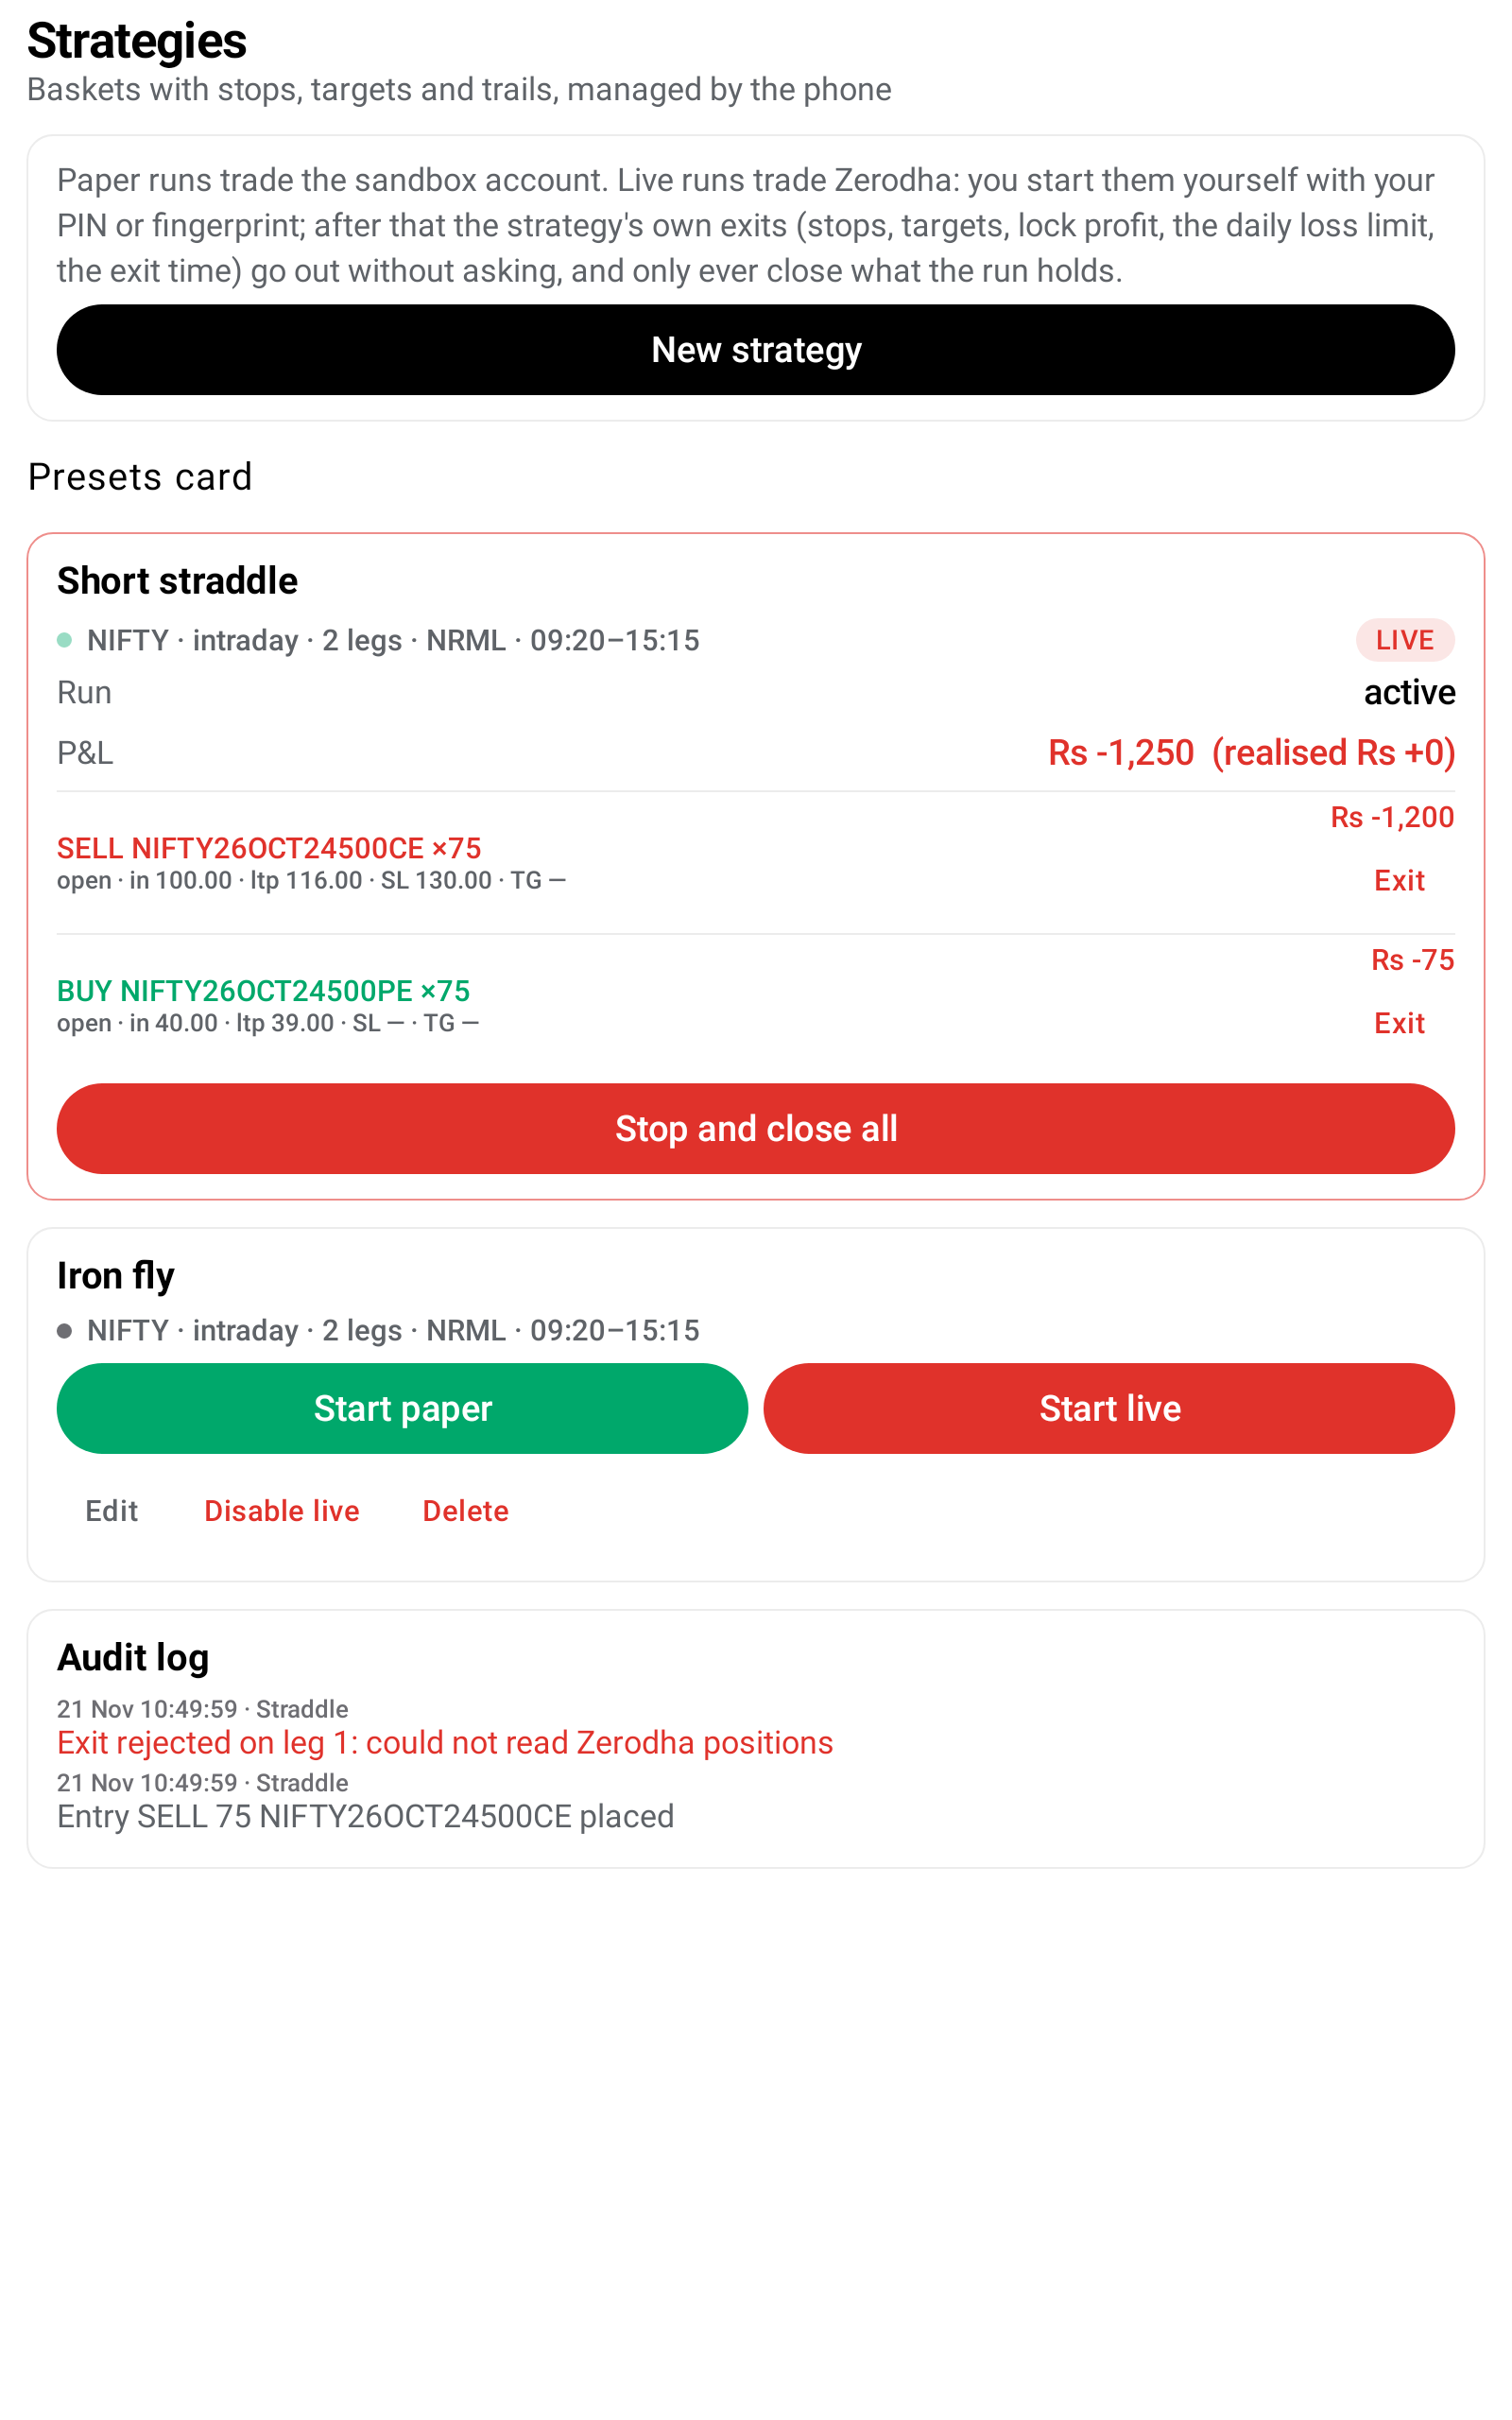 Strategies
Baskets with stops, targets and trails, managed by the phone
Paper runs trade the sandbox account. Live runs trade Zerodha: you start them yourself with your
PIN or fingerprint; after that the strategy's own exits (stops, targets, lock profit, the daily loss limit,
the exit time) go out without asking, and only ever close what the run holds.
New strategy
Presets card
Short straddle
NIFTY · intraday · 2 legs · NRML · 09:20–15:15 LIVE
Run active
P&L Rs -1,250 (realised Rs +0)
Rs -1,200
SELL NIFTY26OCT24500CE ×75
open · in 100.00 · ltp 116.00 · SL 130.00 · TG — Exit
Rs -75
BUY NIFTY26OCT24500PE ×75
open · in 40.00 · ltp 39.00 · SL — · TG — Exit
Stop and close all
Iron fly
NIFTY · intraday · 2 legs · NRML · 09:20–15:15
Start paper Start live
Edit Disable live Delete
Audit log
21 Nov 10:49:59 · Straddle
Exit rejected on leg 1: could not read Zerodha positions
21 Nov 10:49:59 · Straddle
Entry SELL 75 NIFTY26OCT24500CE placed